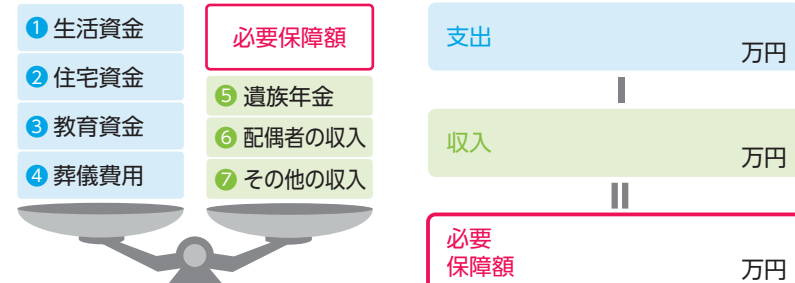 ❶ 生活資金
❷ 住宅資金
❸ 教育資金
❹ 葬儀費用
必要保障額
❺ 遺族年金
❻ 配偶者の収入
❼ その他の収入
支出
万円
収入
万円
必要
保障額
万円